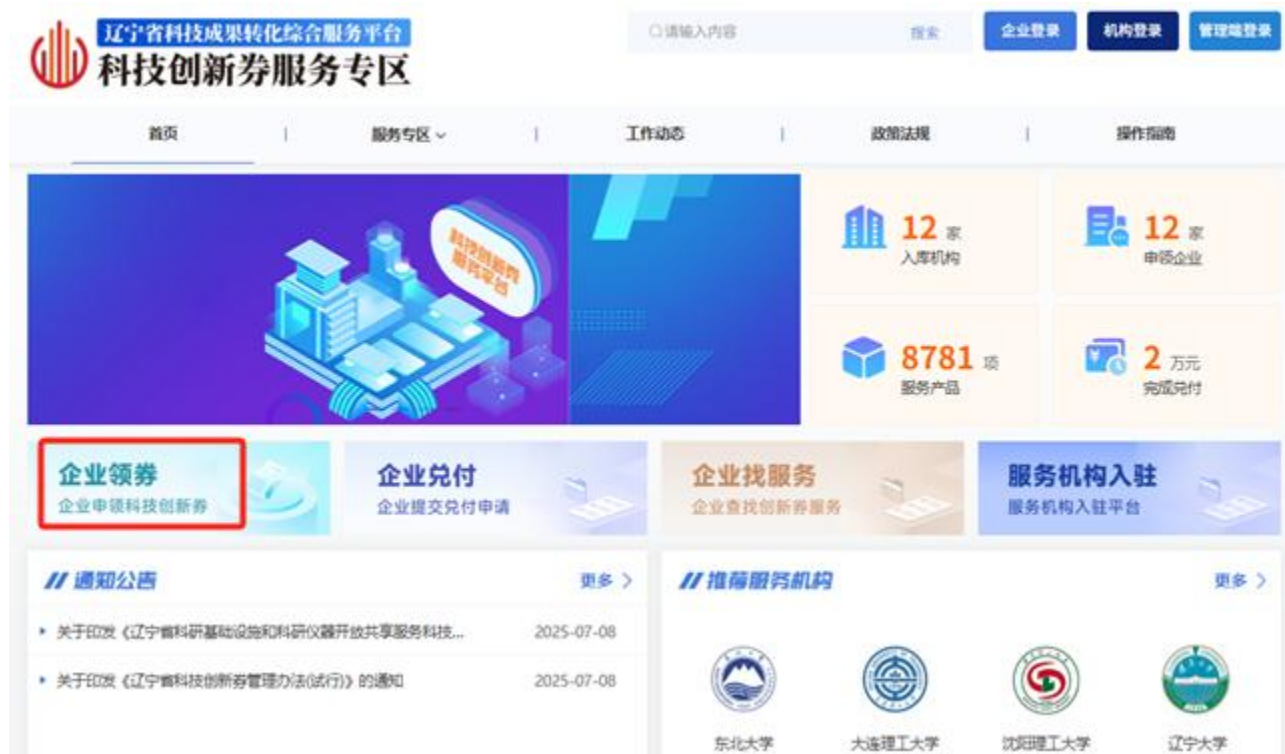 辽宁省科技成果转化综合服务平台
科技创新券服务专区
请输入内容
搜索
企业登录
机构登录
管理端登录
首页
服务专区
工作动态
政策法规
操作指南
科技创新券
服务平台
12 家
入库机构
12 家
申领企业
8781 项
服务产品
2 万元
完成兑付
企业领券
企业申领科技创新券
企业兑付
企业提交兑付申请
企业找服务
企业查找创新券服务
服务机构入驻
服务机构入驻平台
通知公告
更多
关于印发《辽宁省科研基础设施和科研仪器开放共享服务科技...
2025-07-08
关于印发《辽宁省科技创新券管理办法(试行)》的通知
2025-07-08
推荐服务机构
更多
东北大学
大连理工大学
沈阳理工大学
辽宁大学